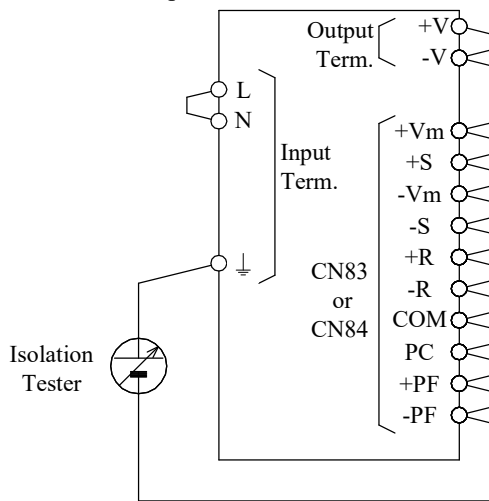 Output
Term.
+V
-V
L
N
Input
Term.
+Vm
+S
-Vm
-S
+R
-R
COM
PC
+PF
-PF
CN83
or
CN84
Isolation
Tester